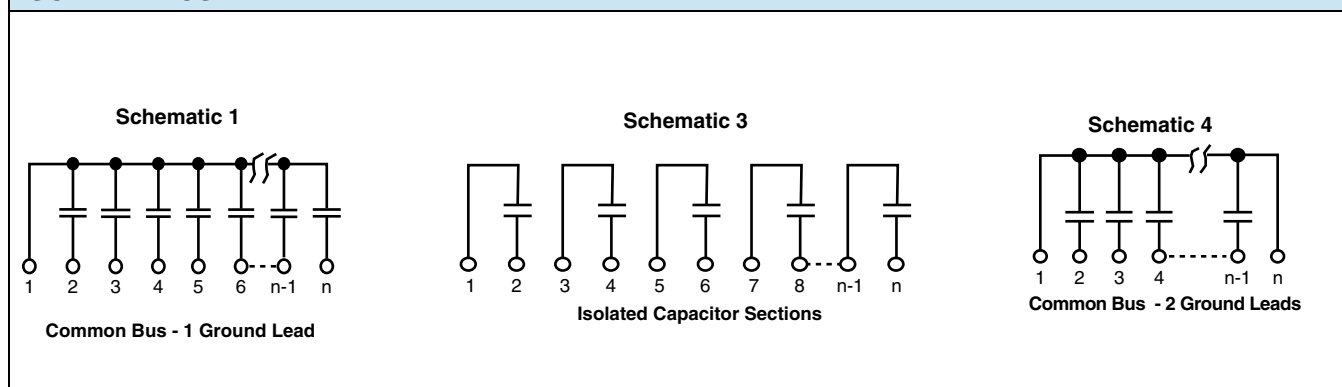 Schematic 1
1 2 3 4 5 6 n-1 n
Common Bus - 1 Ground Lead
Schematic 3
1 2 3 4 5 6 7 8 n-1 n
Isolated Capacitor Sections
Schematic 4
1 2 3 4 n-1 n
Common Bus - 2 Ground Leads